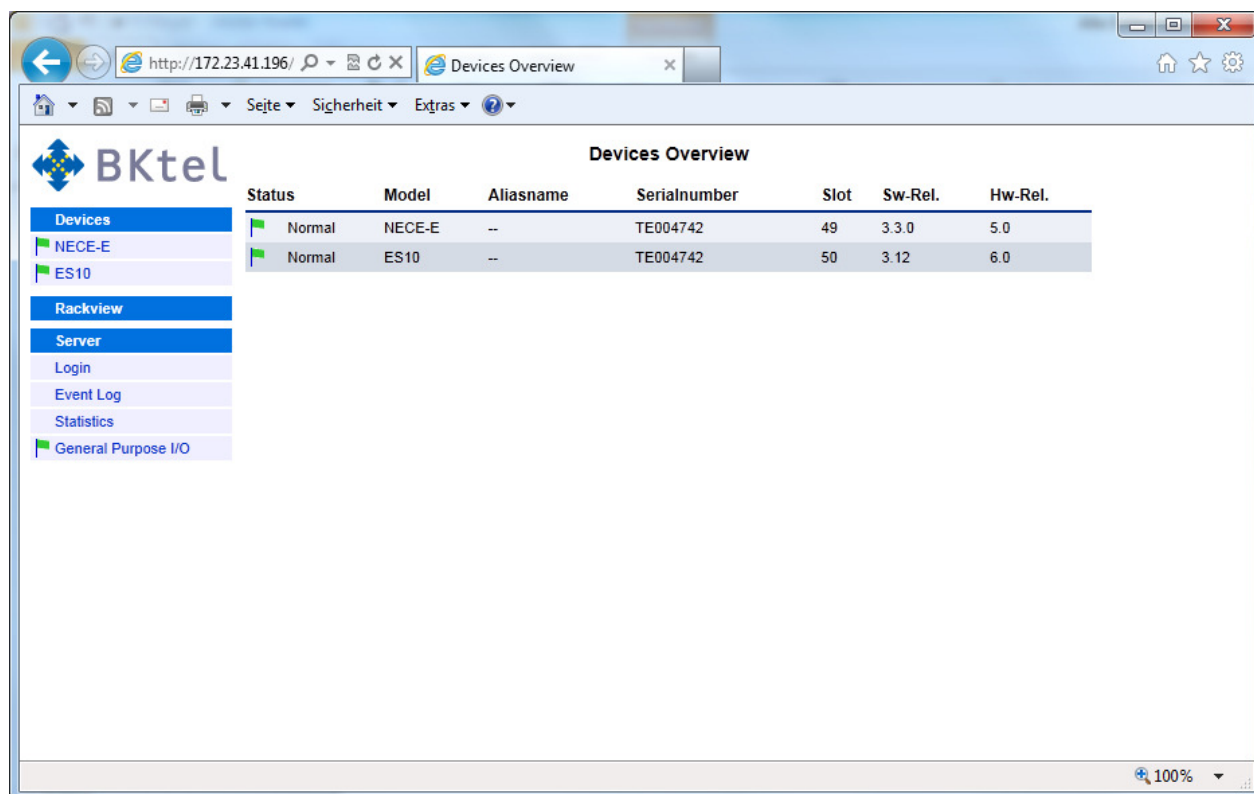 http://172.23.41.196/ Devices Overview
Seite Sicherheit Extras
BKtel
Devices Overview
Status Model Aliasname Serialnumber Slot Sw-Rel. Hw-Rel.
Normal NECE-E -- TE004742 49 3.3.0 5.0
Normal ES10 -- TE004742 50 3.12 6.0
Devices
NECE-E
ES10
Rackview
Server
Login
Event Log
Statistics
General Purpose I/O
100%